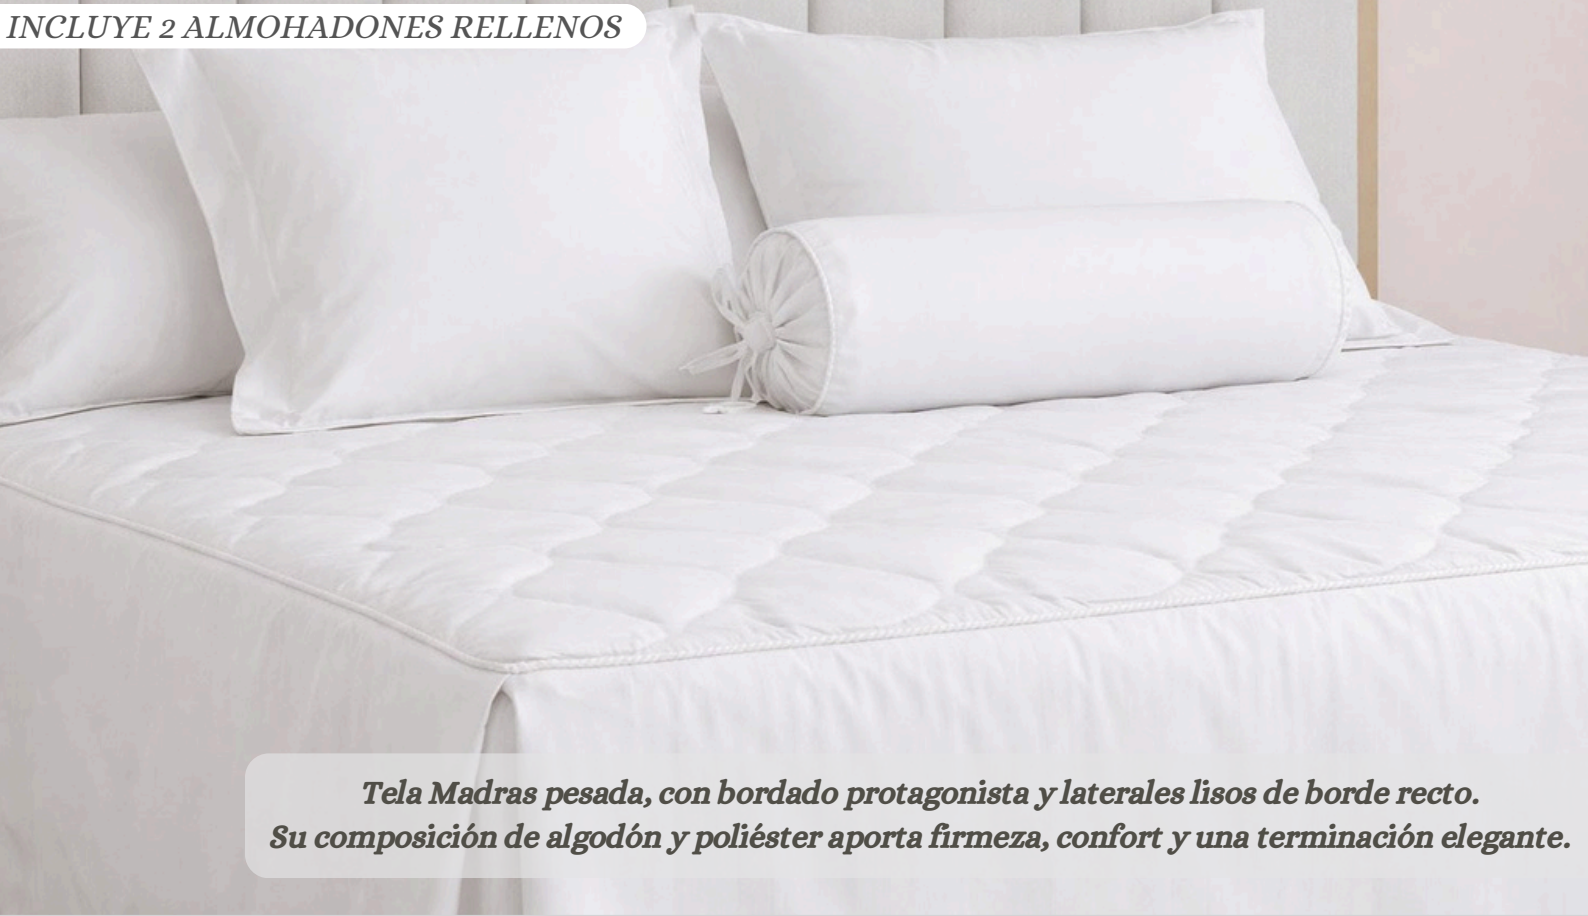 INCLUYE 2 ALMOHADONES RELLENOS
Tela Madras pesada, con bordado protagonista y laterales lisos de borde recto.
Su composición de algodón y poliéster aporta firmeza, confort y una terminación elegante.